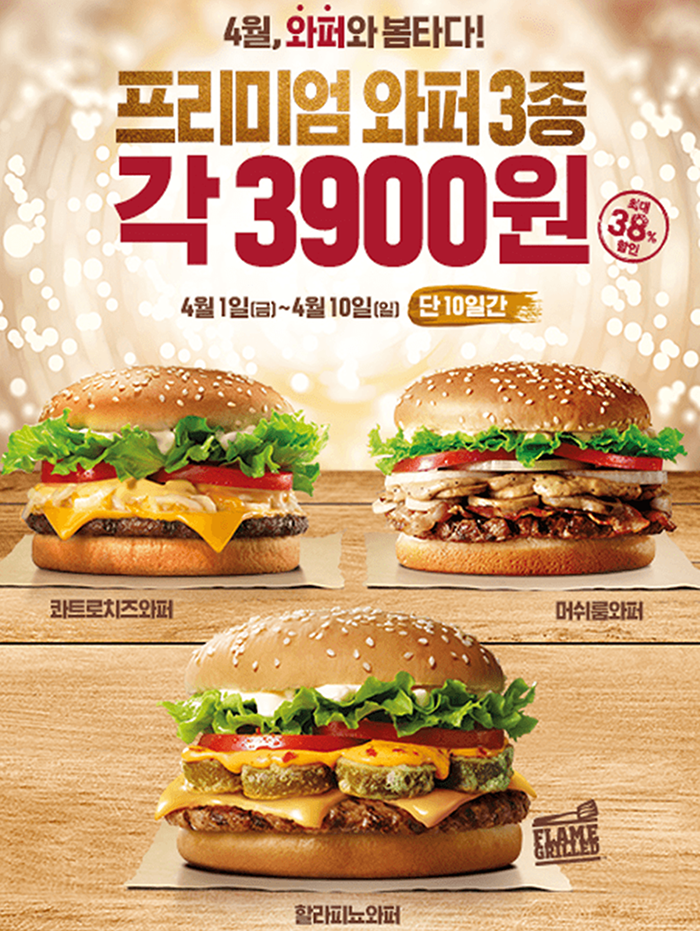 4월, 와퍼와 봄타다!
프리미엄 와퍼 3종
각 3900원
최대
38%
할인
4월 1일(금)~4월 10일(일) 단 10일간
콰트로치즈와퍼
머쉬룸와퍼
FLAME
GRILLED
할라피뇨와퍼